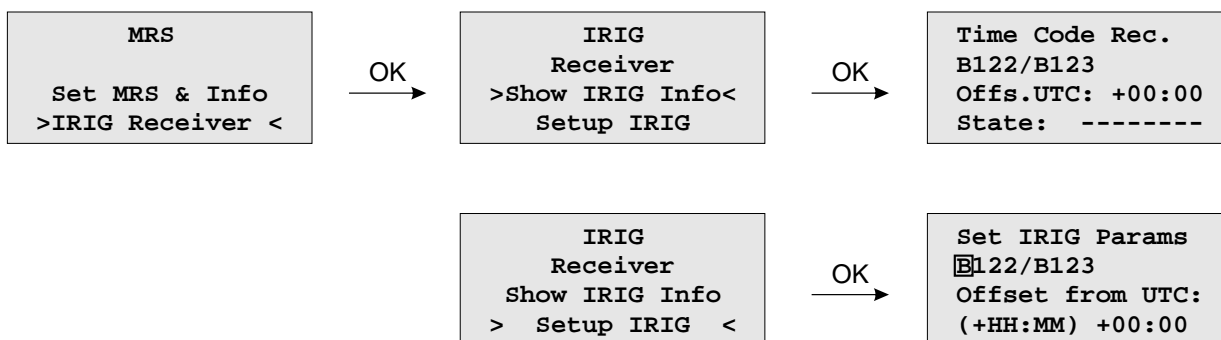 MRS
Set MRS & Info
>IRIG Receiver <
OK
IRIG
Receiver
>Show IRIG Info<
Setup IRIG
OK
Time Code Rec.
B122/B123
Offs.UTC: +00:00
State: --------
IRIG
Receiver
Show IRIG Info
> Setup IRIG <
OK
Set IRIG Params
B122/B123
Offset from UTC:
(+HH:MM) +00:00